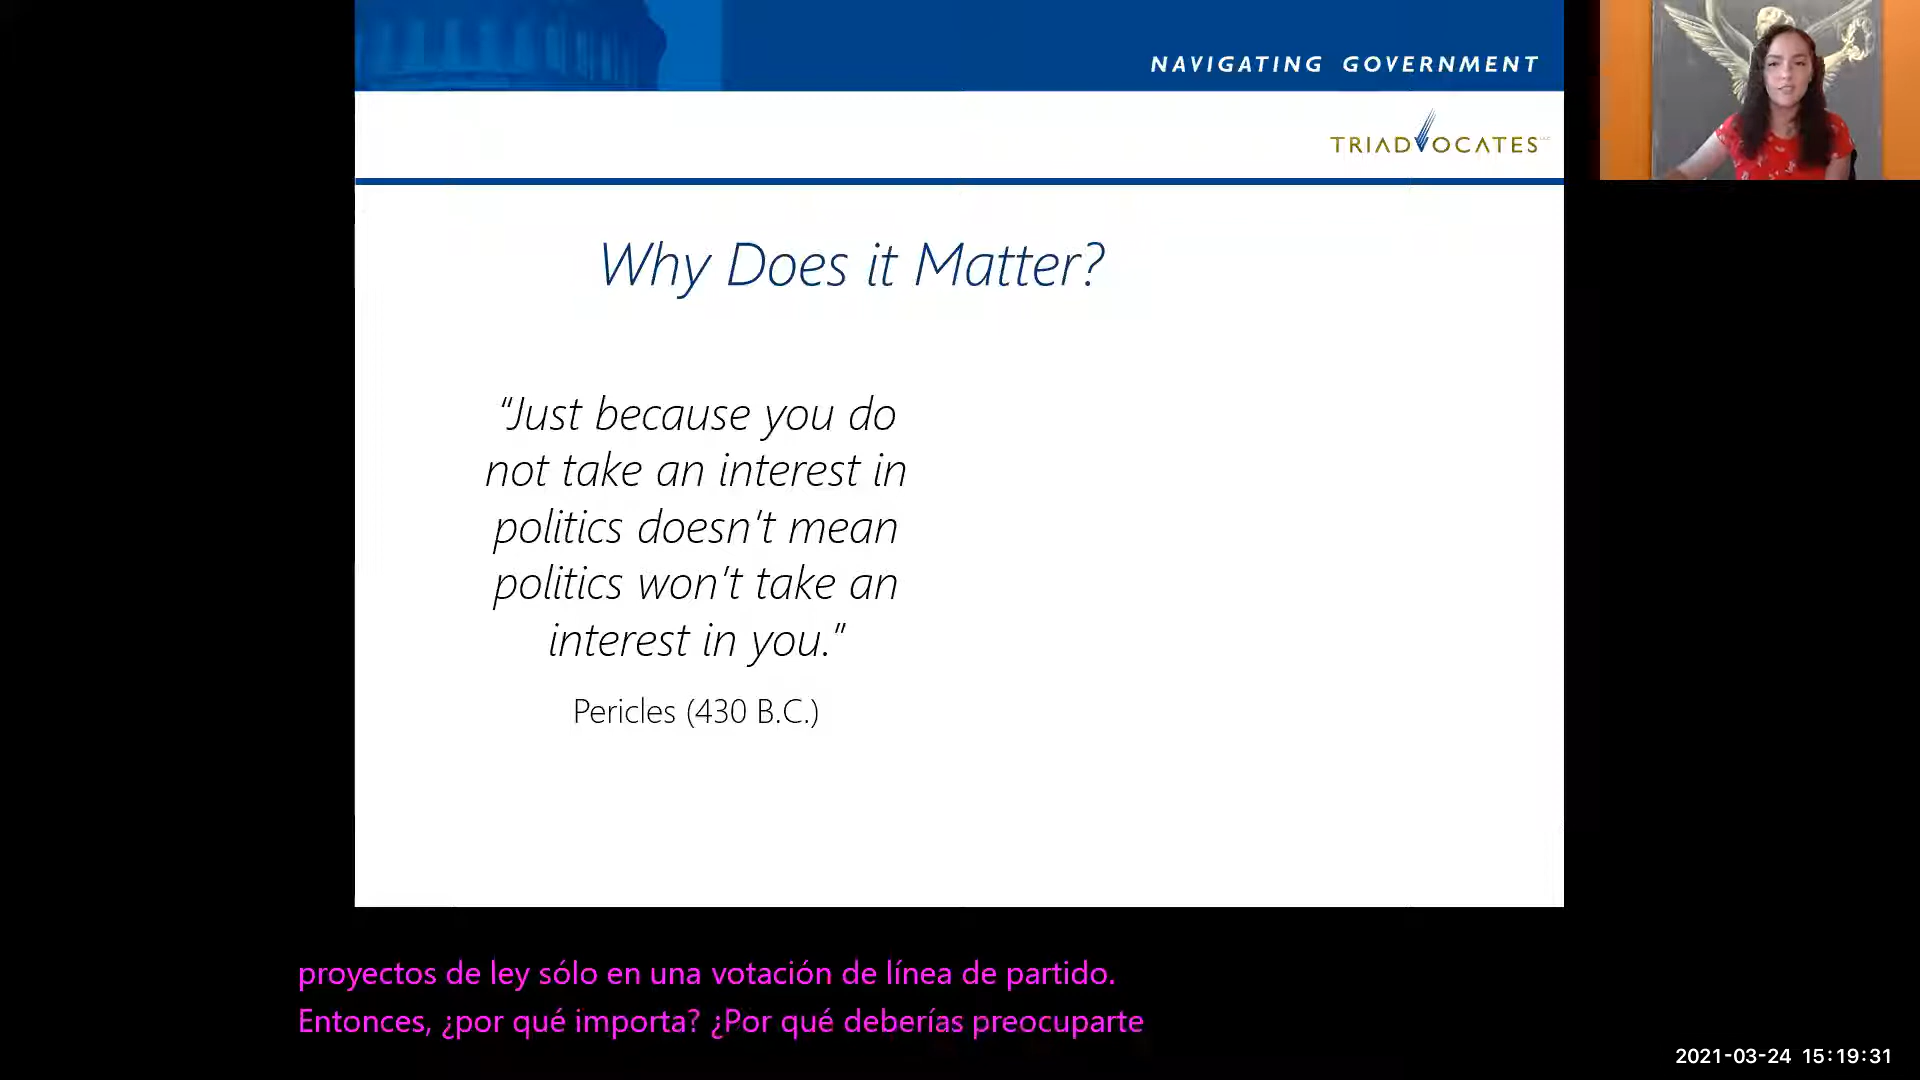 NAVIGATING GOVERNMENT
TRIADVOCATES
Why Does it Matter?
“Just because you do
not take an interest in
politics doesn't mean
politics won't take an
interest in you.”
Pericles (430 B.C.)
proyectos de ley sólo en una votación de línea de partido.
Entonces, ¿por qué importa? ¿Por qué deberías preocuparte
2021-03-24 15:19:31